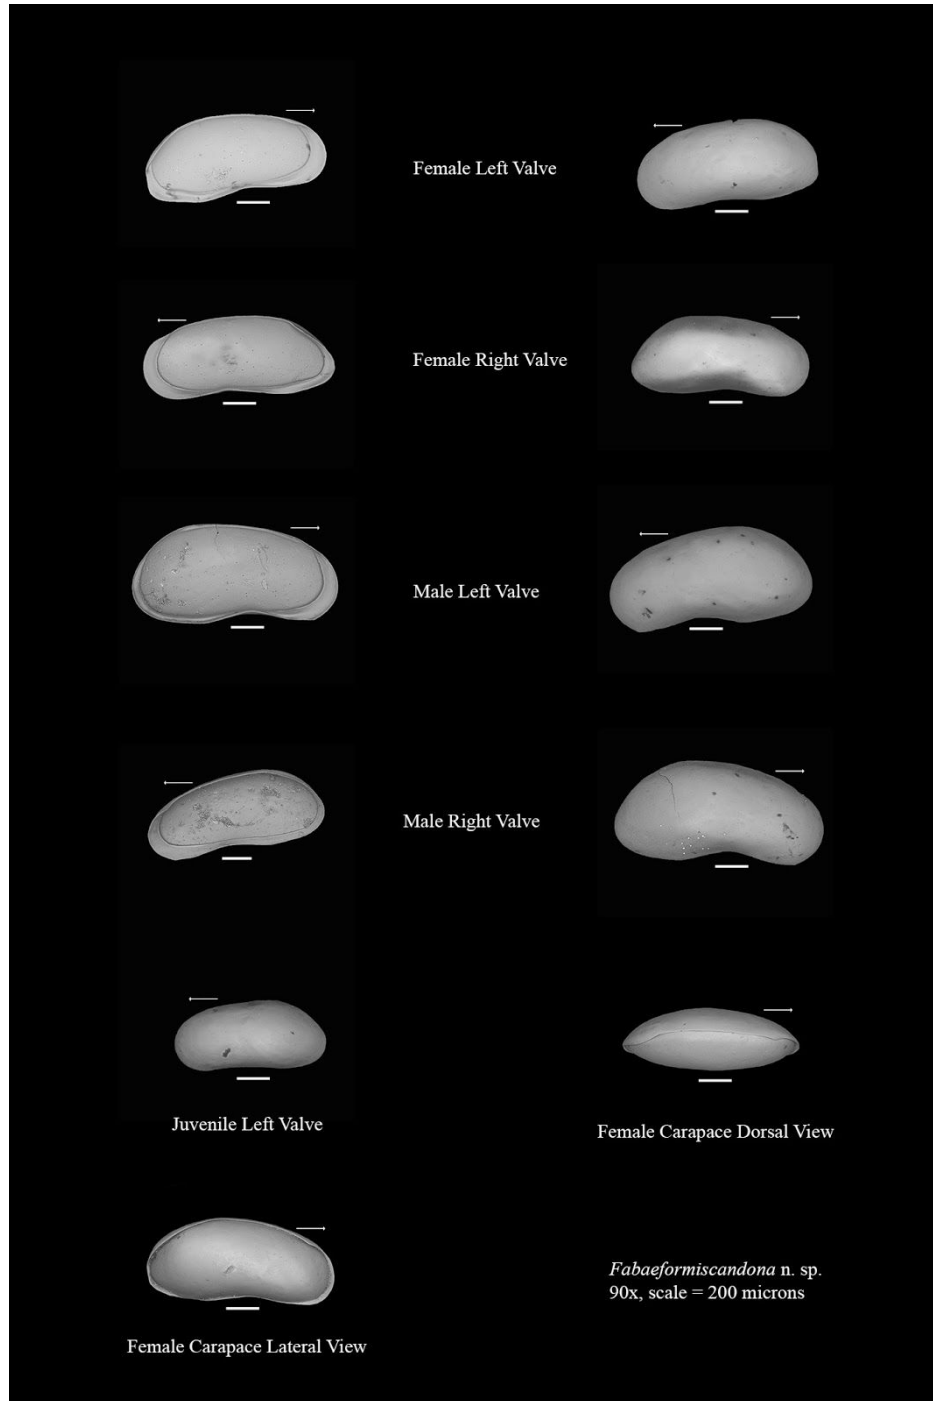 Female Left Valve
Female Right Valve
Male Left Valve
Male Right Valve
Juvenile Left Valve
Female Carapace Dorsal View
Fabaeformiscandona n. sp.
90x, scale = 200 microns
Female Carapace Lateral View